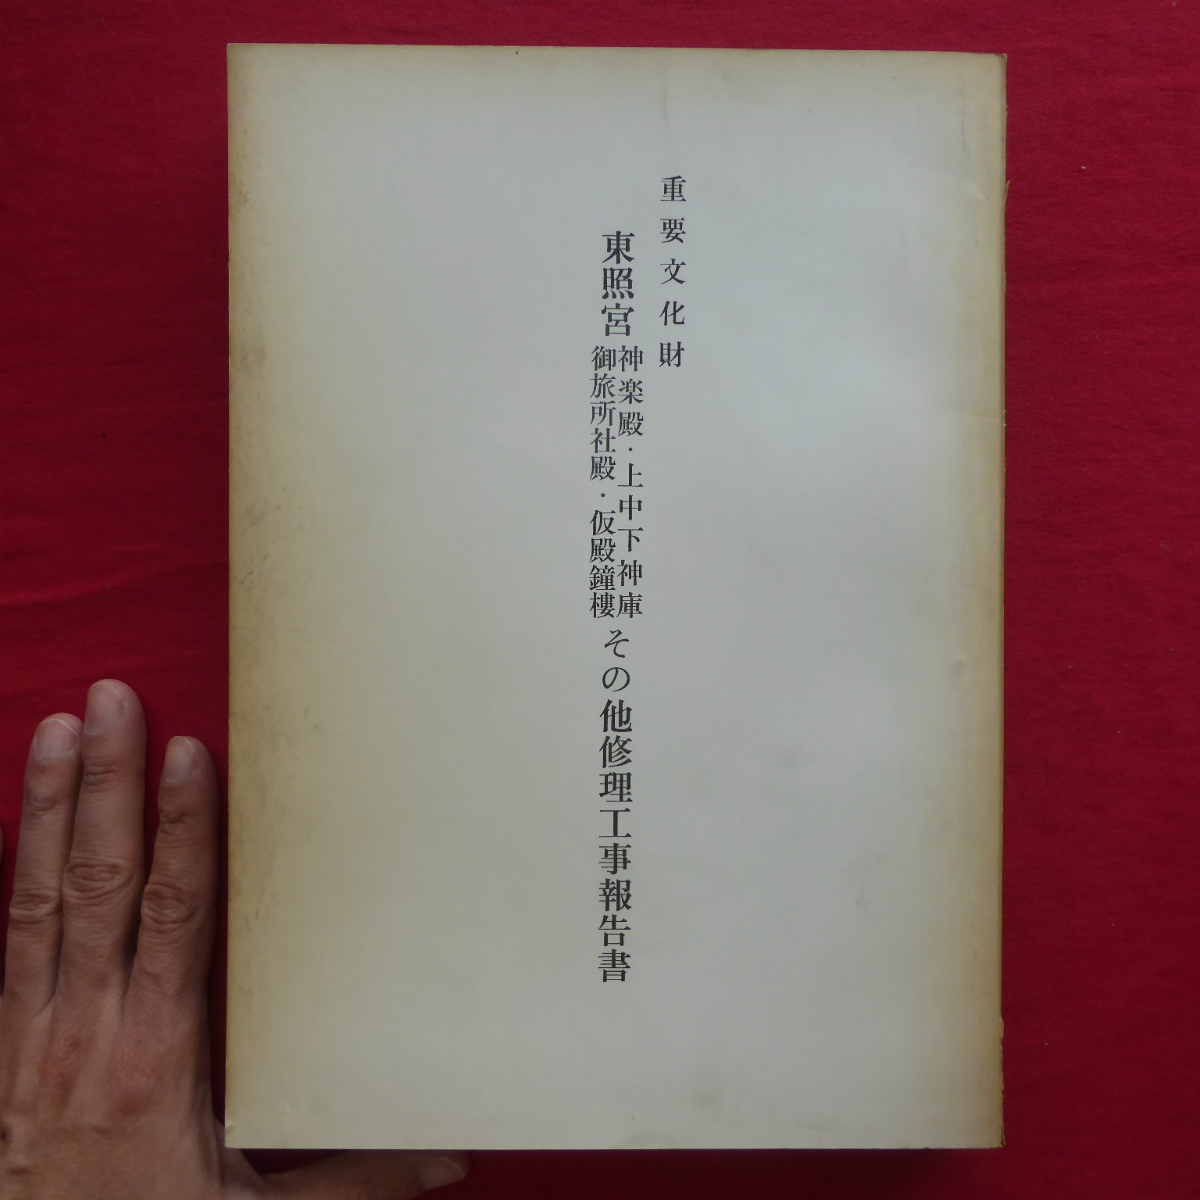 重要文化財
東照宮
神楽殿・上中下神庫
御旅所社殿・仮殿鐘樓
その他修理工事報告書